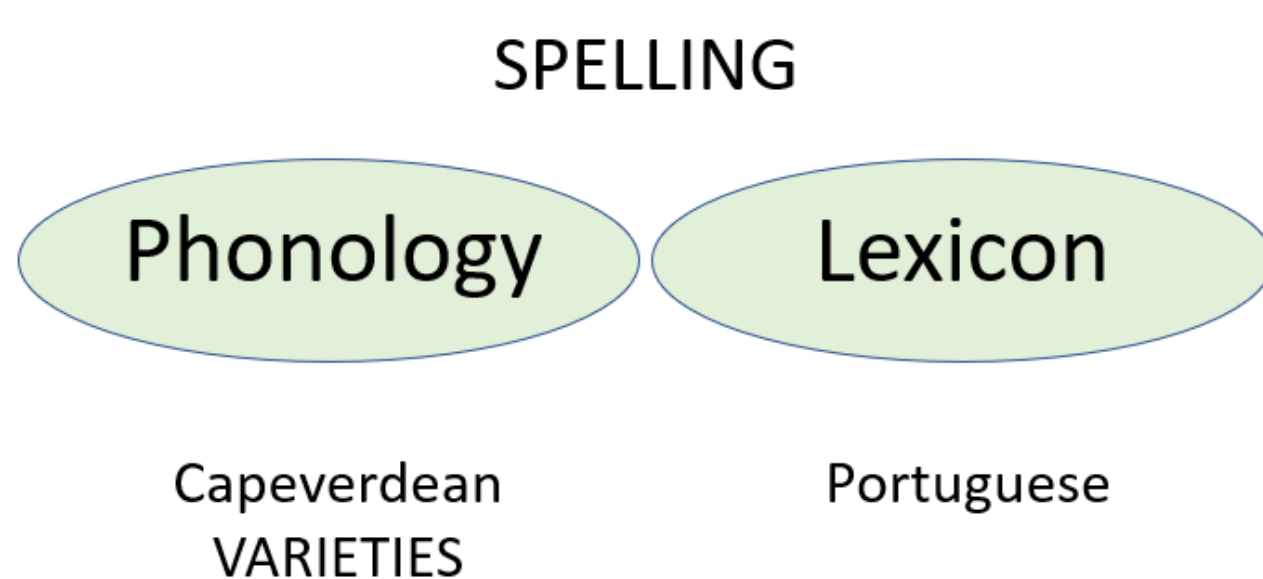 SPELLING
Phonology
Lexicon
Capeverdean
VARIETIES
Portuguese